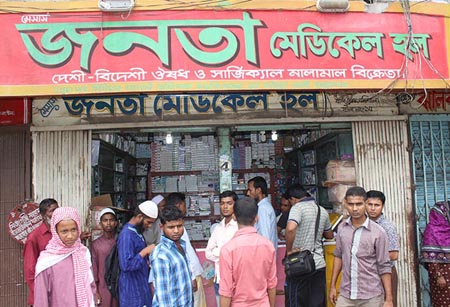 মেসার্স
জনতা মেডিকেল হল
দেশী-বিদেশী ঔষধ ও সার্জিক্যাল মালামাল বিক্রেতা
জনতা মেডিকেল হল